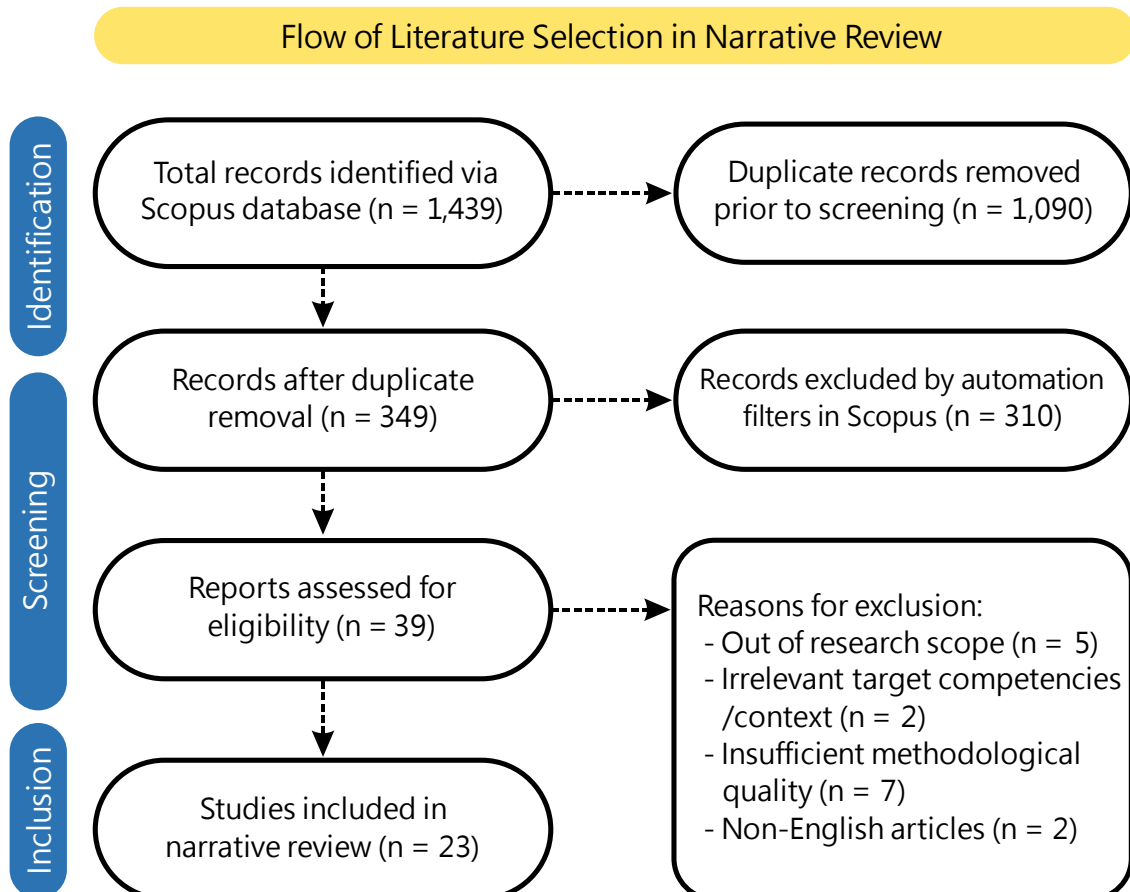 Flow of Literature Selection in Narrative Review
Identification
Total records identified via
Scopus database (n = 1,439)
Duplicate records removed
prior to screening (n = 1,090)
Screening
Records after duplicate
removal (n = 349)
Records excluded by automation
filters in Scopus (n = 310)
Reports assessed for
eligibility (n = 39)
Reasons for exclusion:
- Out of research scope (n = 5)
- Irrelevant target competencies
/context (n = 2)
- Insufficient methodological
quality (n = 7)
- Non-English articles (n = 2)
Inclusion
Studies included in
narrative review (n = 23)